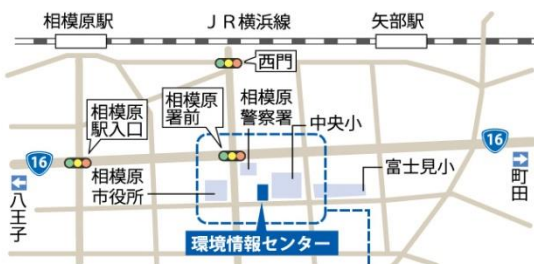 相模原駅
JR横浜線
矢部駅
西門
相模原
駅入口
相模原
署前
相模原
警察署
中央小
16
16
富士見小
相模原
市役所
八王子
町田
環境情報センター